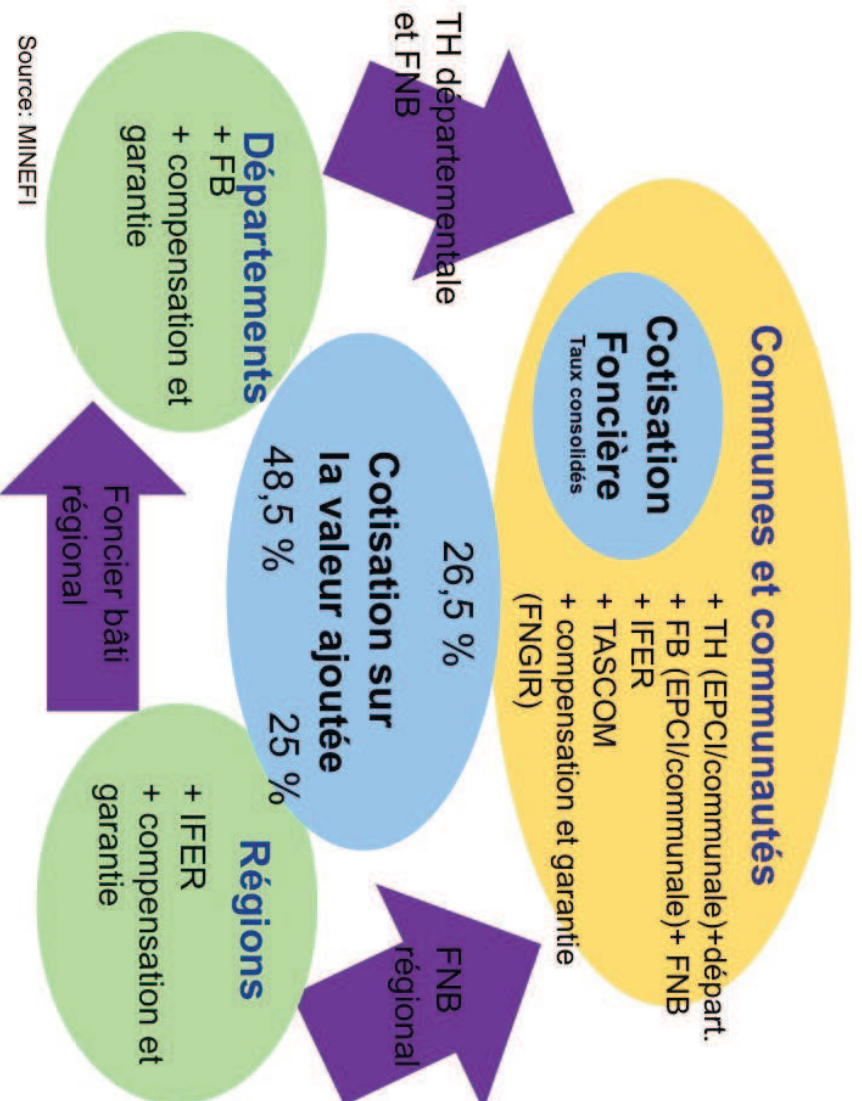 Communes et communautés
Cotisation
Foncière
Taux consolidés
+ TH (EPCI/communale)+départ.
+ FB (EPCI/communale)+ FNB
+ IFER
+ TASCOM
+ compensation et garantie
(FNGIR)
TH départementale
et FNB
26,5 %
Cotisation sur
la valeur ajoutée
48,5 %
25 %
FNB
régional
Départements
+ FB
+ compensation et
garantie
Foncier bâti
régional
Régions
+ IFER
+ compensation et
garantie
Source: MINEFI